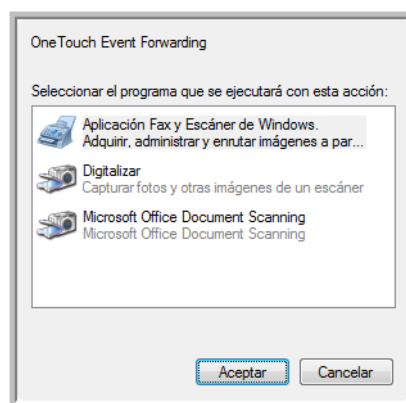 OneTouch Event Forwarding
Seleccionar el programa que se ejecutará con esta acción:
Aplicación Fax y Escáner de Windows.
Adquirir, administrar y enrutar imágenes a par...
Digitalizar
Capturar fotos y otras imágenes de un escáner
Microsoft Office Document Scanning
Microsoft Office Document Scanning
Aceptar Cancelar